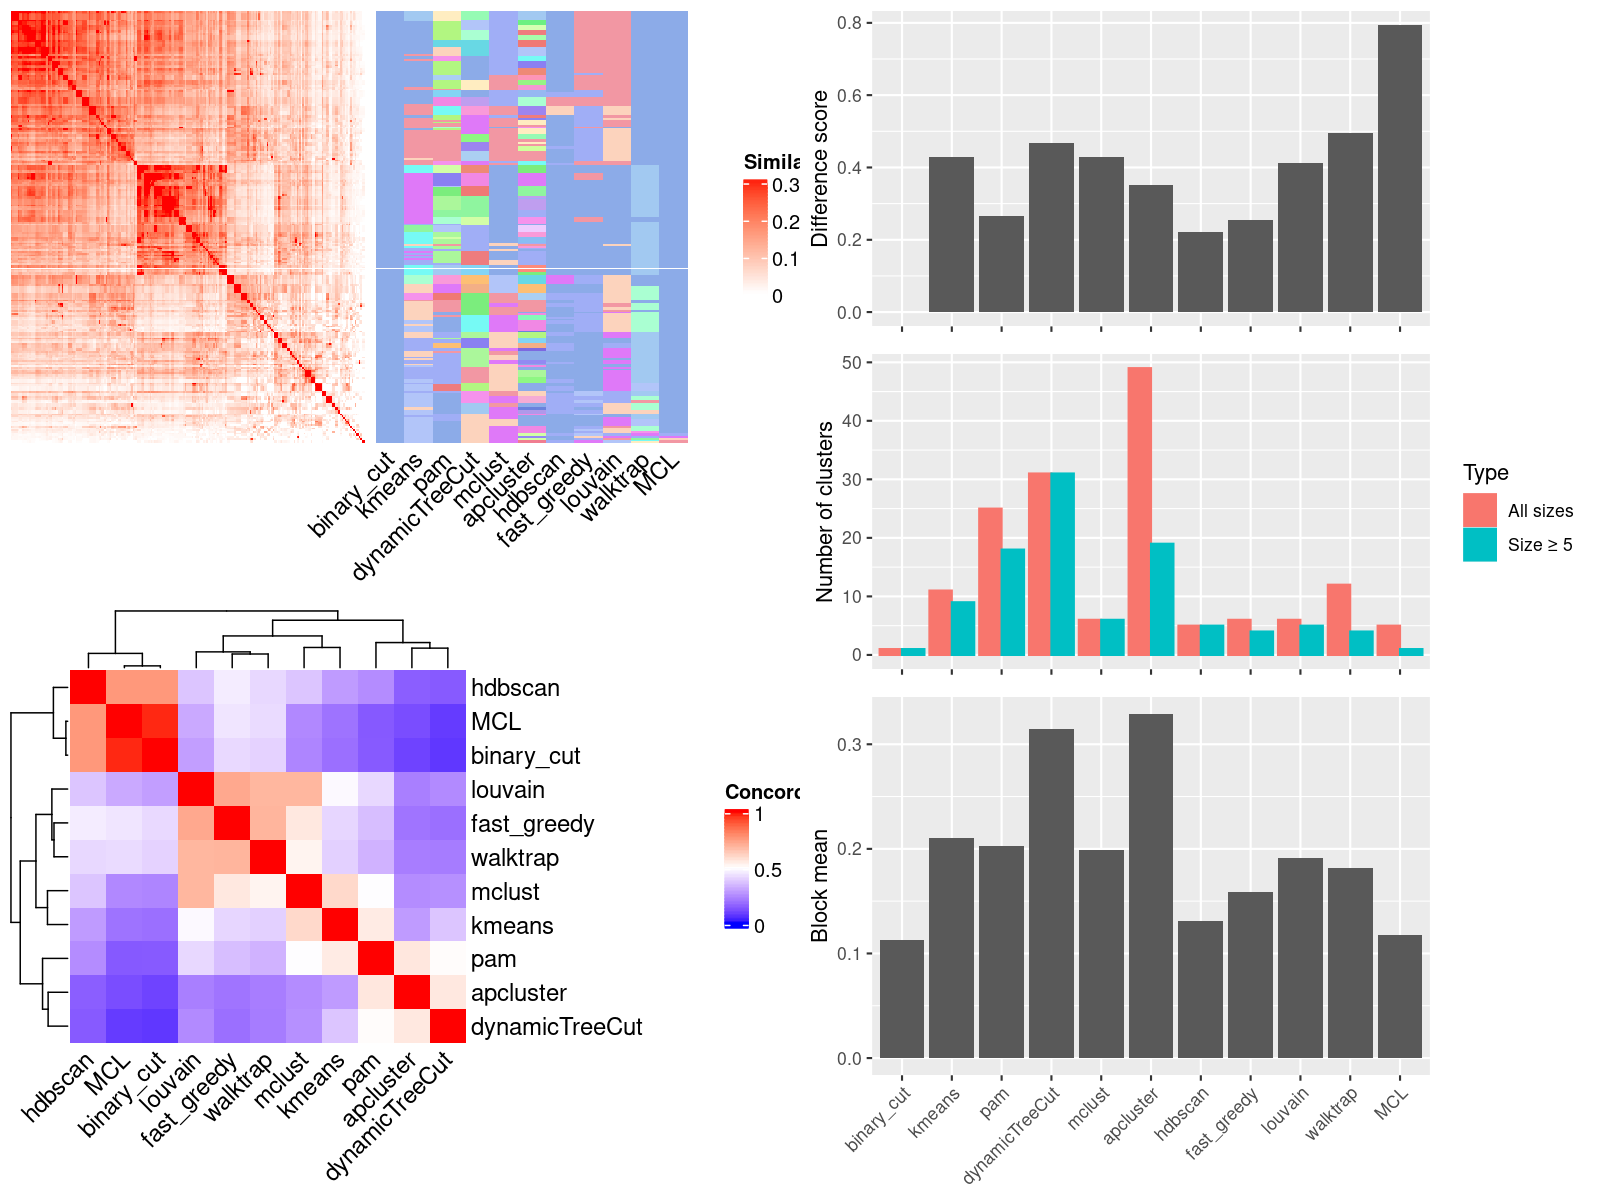 Simila
0.3
0.2
0.1
0
binary_cut
kmeans
pam
dynamicTreeCut
mclust
apcluster
hdbscan
fast_greedy
louvain
walktrap
MCL
hdbscan
MCL
binary_cut
louvain
fast_greedy
walktrap
mclust
kmeans
pam
apcluster
dynamicTreeCut
hdbscan
MCL
binary_cut
louvain
fast_greedy
walktrap
mclust
kmeans
pam
apcluster
dynamicTreeCut
Concord
1
0.5
0
Difference score
0.8
0.6
0.4
0.2
0.0
Number of clusters
50
40
30
20
10
0
Type
All sizes
Size ≥ 5
Block mean
0.3
0.2
0.1
0.0
binary_cut
kmeans
pam
dynamicTreeCut
mclust
apcluster
hdbscan
fast_greedy
louvain
walktrap
MCL